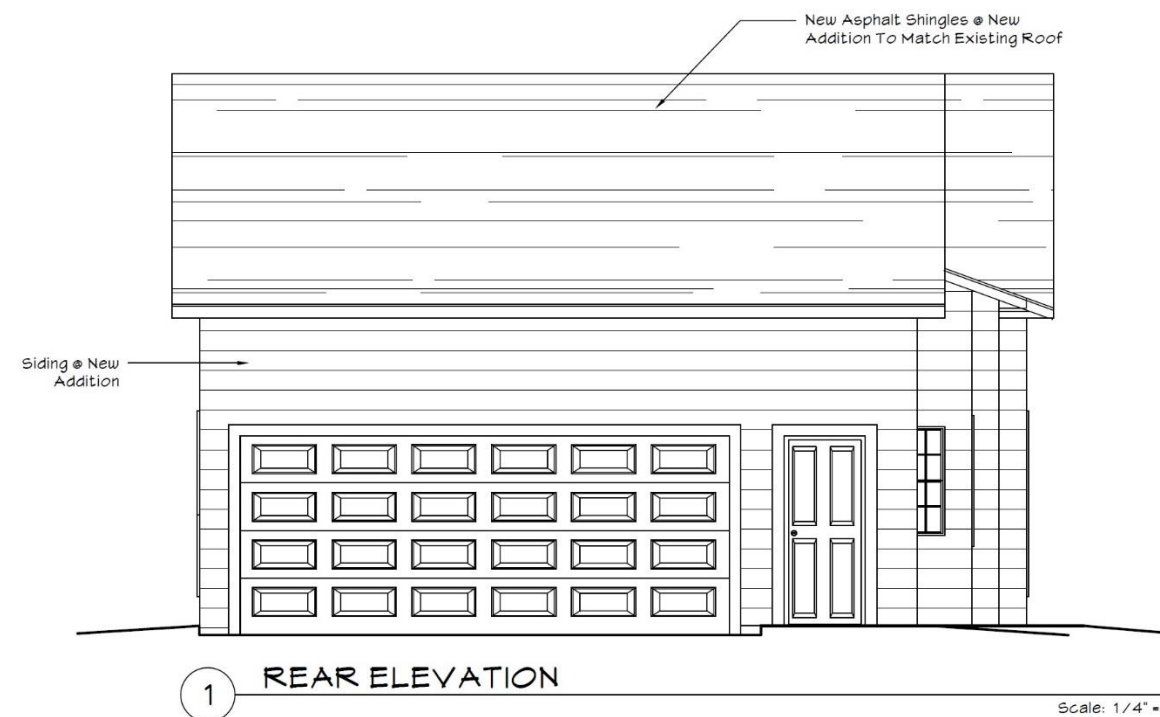 New Asphalt Shingles @ New
Addition To Match Existing Roof
Siding @ New
Addition
1
REAR ELEVATION
Scale: 1/4" =